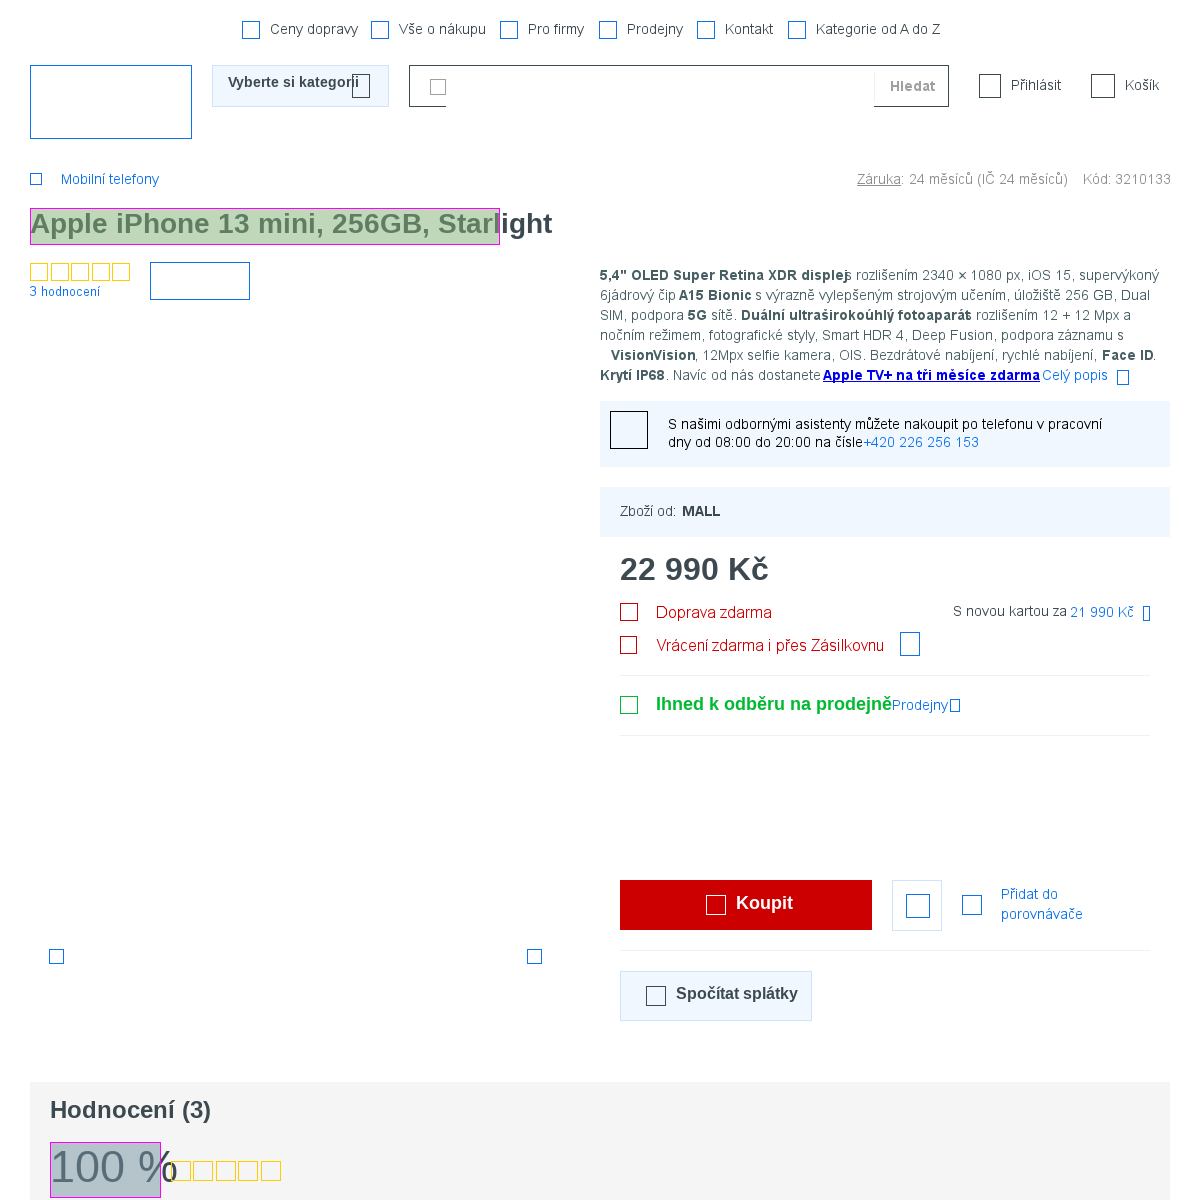 Ceny dopravy Vše o nákupu Pro firmy Prodejny Kontakt Kategorie od A do Z
Vyberte si kategorii Hledat Přihlásit Košík
Mobilní telefony Záruka: 24 měsíců (IČ 24 měsíců) Kód: 3210133
Apple iPhone 13 mini, 256GB, Starlight
3 hodnocení
5,4" OLED Super Retina XDR displej s rozlišením 2340 × 1080 px, iOS 15, supervýkoný
6jádrový čip A15 Bionic s výrazně vylepšeným strojovým učením, úložiště 256 GB, Dual
SIM, podpora 5G sítě. Duální ultraširokoúhlý fotoaparát s rozlišením 12 + 12 Mpx a
nočním režimem, fotografické styly, Smart HDR 4, Deep Fusion, podpora záznamu s
VisionVision, 12Mpx selfie kamera, OIS. Bezdrátové nabíjení, rychlé nabíjení, Face ID.
Krytí IP68. Navíc od nás dostanete Apple TV+ na tři měsíce zdarma Celý popis
S našimi odbornými asistenty můžete nakoupit po telefonu v pracovní
dny od 08:00 do 20:00 na čísle +420 226 256 153
Zboží od: MALL
22 990 Kč
Doprava zdarma S novou kartou za 21 990 Kč
Vrácení zdarma i přes Zásilkovnu
Ihned k odběru na prodejně Prodejny
Koupit Přidat do
porovnávače
Spočítat splátky
Hodnocení (3)
100 %